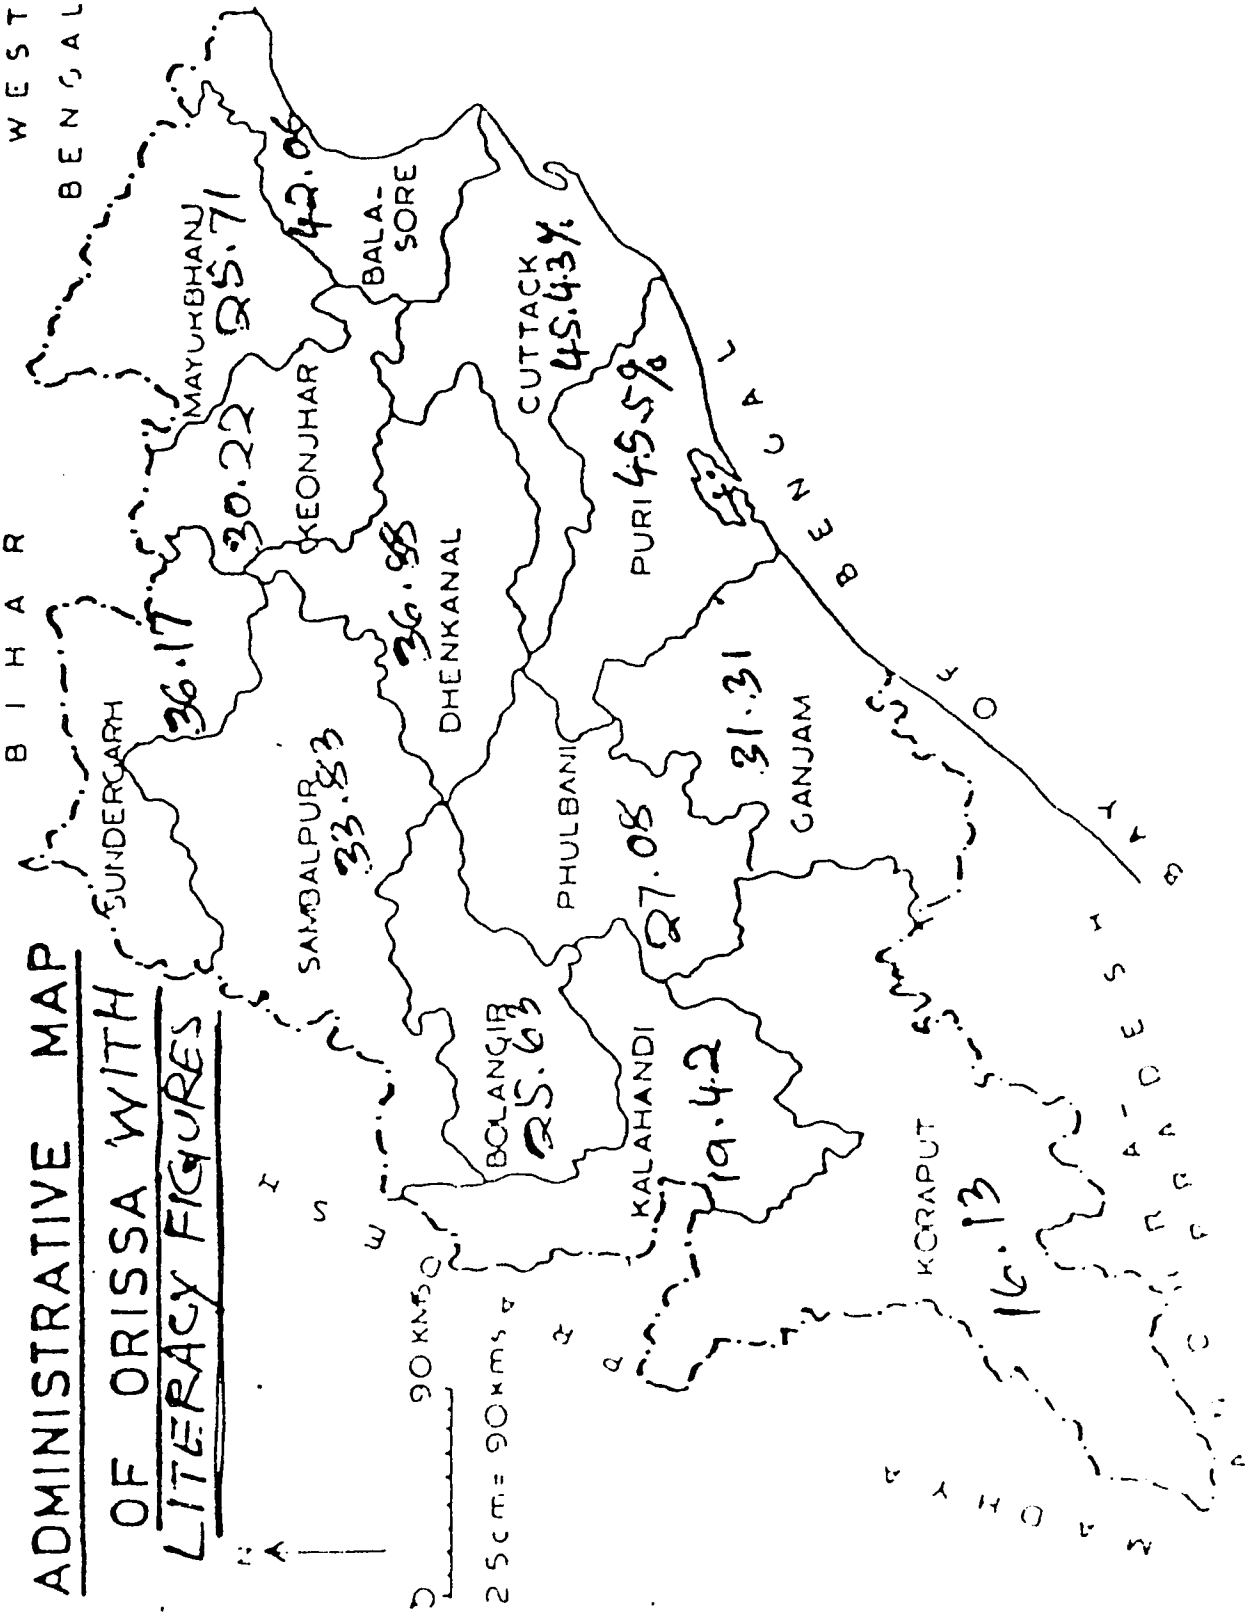 ADMINISTRATIVE MAP
OF ORISSA WITH
LITERACY FIGURES
N
0 90 KMS
2 5 cm = 90 kms
BIHAR
WEST
BENGAL
SUNDERGARH
36.17
MAYURBHANJ
25.71
KEONJHAR
30.22
42.06
BALA-
SORE
SAMBALPUR
33.83
DHENKANAL
CUTTACK
45.43%
BOLANGIR
25.63
PHULBANI
27.08
PURI 45.5%
KALAHANDI
19.42
GANJAM
31.31
KORAPUT
16.13
MADHYA
BAY OF BENGAL